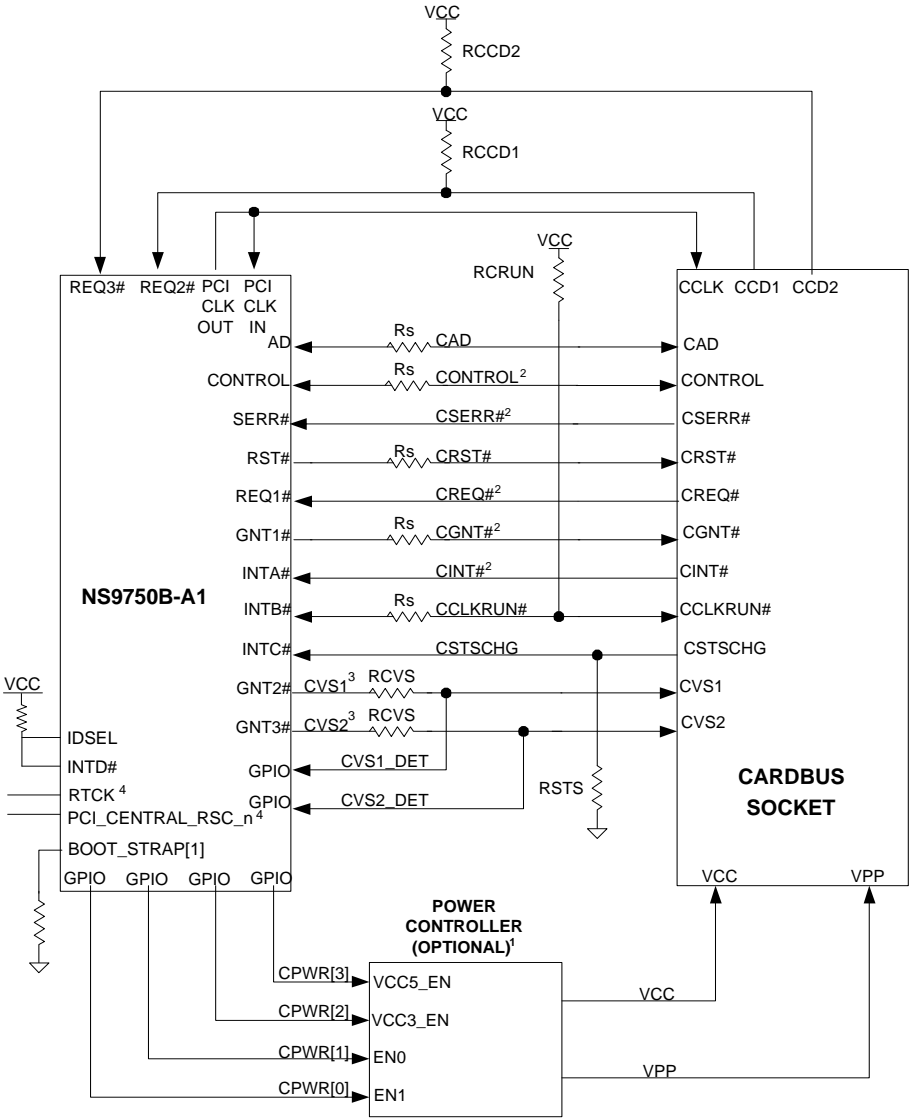 VCC
RCCD2
VCC
RCCD1
VCC
RCRUN
REQ3# REQ2# PCI CLK OUT PCI CLK IN
CCLK CCD1 CCD2
AD Rs CAD CAD
CONTROL Rs CONTROL² CONTROL
SERR# CSERR#² CSERR#
RST# Rs CRST# CRST#
REQ1# CREQ#² CREQ#
GNT1# Rs CGNT#² CGNT#
INTA# CINT#² CINT#
NS9750B-A1
INTB# Rs CCLKRUN# CCLKRUN#
INTC# CSTSCHG CSTSCHG
VCC
GNT2# CVS1³ RCVS CVS1
GNT3# CVS2³ RCVS CVS2
IDSEL
INTD#
GPIO CVS1_DET
GPIO CVS2_DET
RSTS
CARDBUS
SOCKET
RTCK ⁴
PCI_CENTRAL_RSC_n⁴
BOOT_STRAP[1]
GPIO GPIO GPIO GPIO
VCC VPP
POWER
CONTROLLER
(OPTIONAL)¹
CPWR[3] VCC5_EN
VCC
CPWR[2] VCC3_EN
CPWR[1] EN0
VPP
CPWR[0] EN1